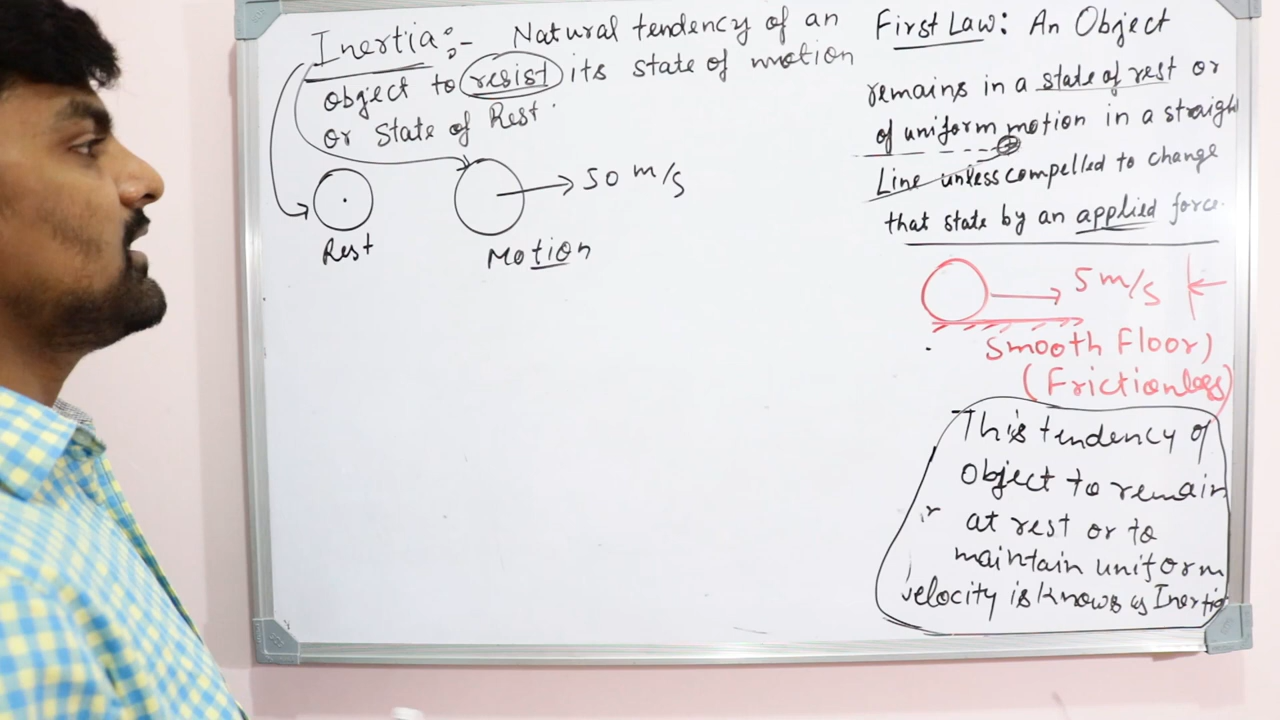 Inertia:- Natural tendency of an
object to resist its state of motion
or State of Rest.
Rest
50 m/s
Motion
First Law: An Object
remains in a state of rest or
of uniform motion in a straight
Line unless compelled to change
that state by an applied force.
5 m/s
Smooth Floor)
(Frictionless)
This tendency of
object to remain
at rest or to
maintain uniform
velocity is knows as Inertia